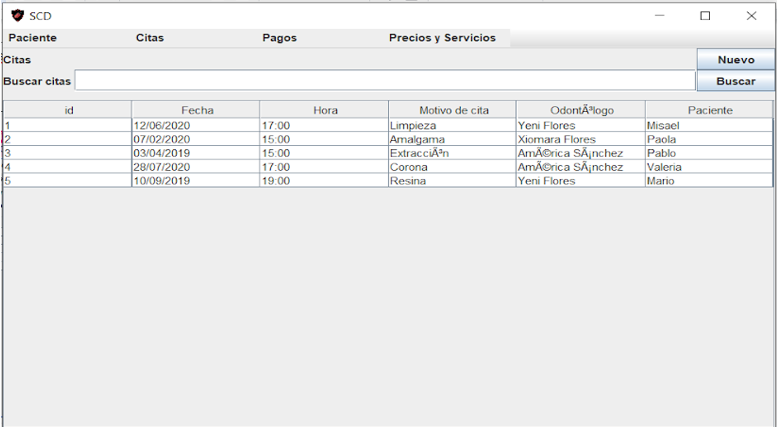 SCD
Paciente Citas Pagos Precios y Servicios
Citas Nuevo
Buscar citas Buscar
id Fecha Hora Motivo de cita OdontÃ³logo Paciente
1 12/06/2020 17:00 Limpieza Yeni Flores Misael
2 07/02/2020 15:00 Amalgama Xiomara Flores Paola
3 03/04/2019 15:00 ExtracciÃ³n AmÃ©rica SÃ¡nchez Pablo
4 28/07/2020 17:00 Corona AmÃ©rica SÃ¡nchez Valeria
5 10/09/2019 19:00 Resina Yeni Flores Mario